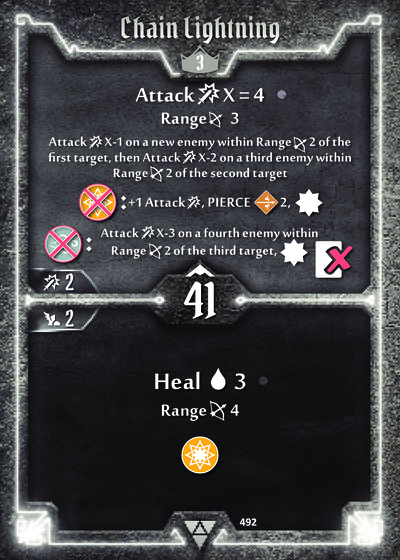 Chain Lightning
3
Attack X = 4
Range 3
Attack X-1 on a new enemy within Range 2 of the
first target, then Attack X-2 on a third enemy within
Range 2 of the second target
: +1 Attack, PIERCE 2,
: Attack X-3 on a fourth enemy within
Range 2 of the third target,
2
41
2
Heal 3
Range 4
492